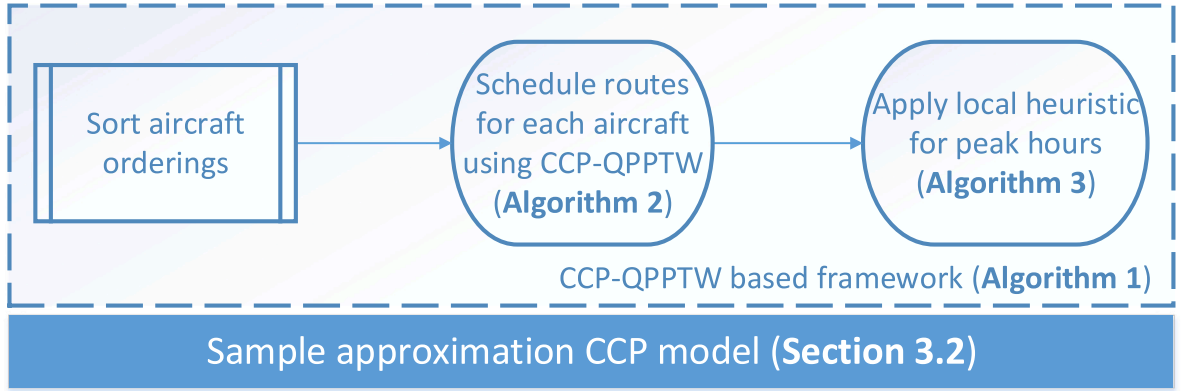 Sort aircraft
orderings
Schedule routes
for each aircraft
using CCP-QPPTW
(Algorithm 2)
Apply local heuristic
for peak hours
(Algorithm 3)
CCP-QPPTW based framework (Algorithm 1)
Sample approximation CCP model (Section 3.2)